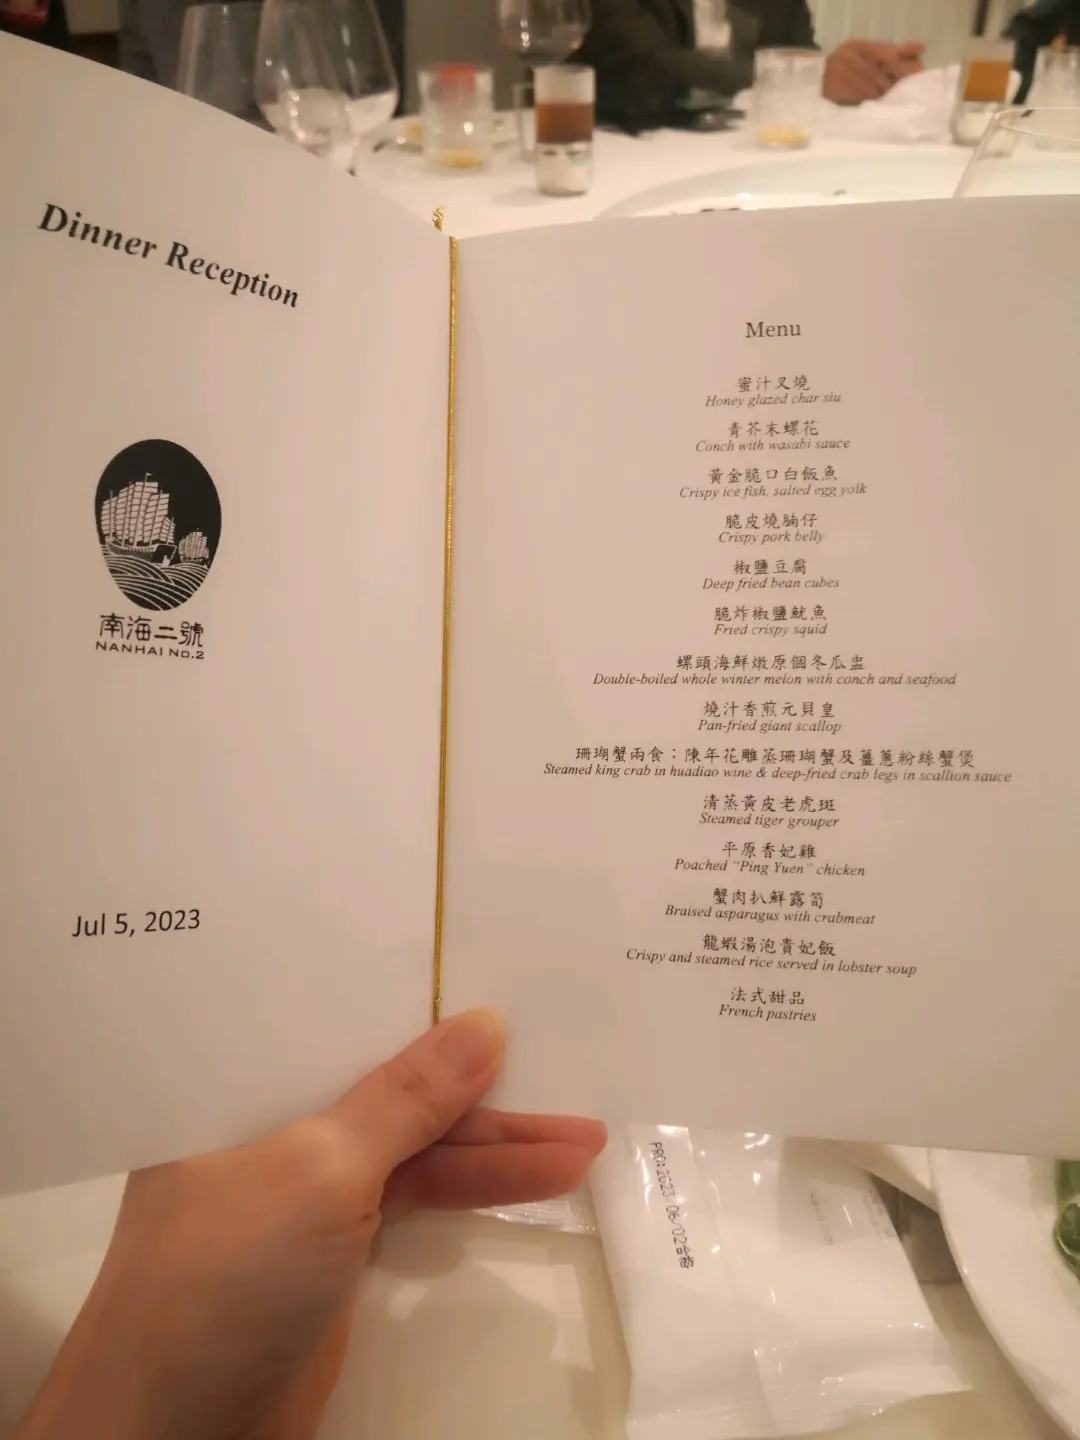 Dinner Reception
南海二號
NANHAI No.2
Jul 5, 2023
Menu
蜜汁叉燒
Honey glazed char siu
青芥末螺花
Conch with wasabi sauce
黃金脆口白飯魚
Crispy ice fish, salted egg yolk
脆皮燒腩仔
Crispy pork belly
椒鹽豆腐
Deep fried bean cubes
脆炸椒鹽魷魚
Fried crispy squid
螺頭海鮮燉原個冬瓜盅
Double-boiled whole winter melon with conch and seafood
燒汁香煎元貝皇
Pan-fried giant scallop
珊瑚蟹兩食：陳年花雕蒸珊瑚蟹及薑蔥粉絲蟹煲
Steamed king crab in huadiao wine & deep-fried crab legs in scallion sauce
清蒸黃皮老虎斑
Steamed tiger grouper
平原香妃雞
Poached "Ping Yuen" chicken
蟹肉扒鮮露筍
Braised asparagus with crabmeat
龍蝦湯泡貴妃飯
Crispy and steamed rice served in lobster soup
法式甜品
French pastries
PRO:2023/06/02合格